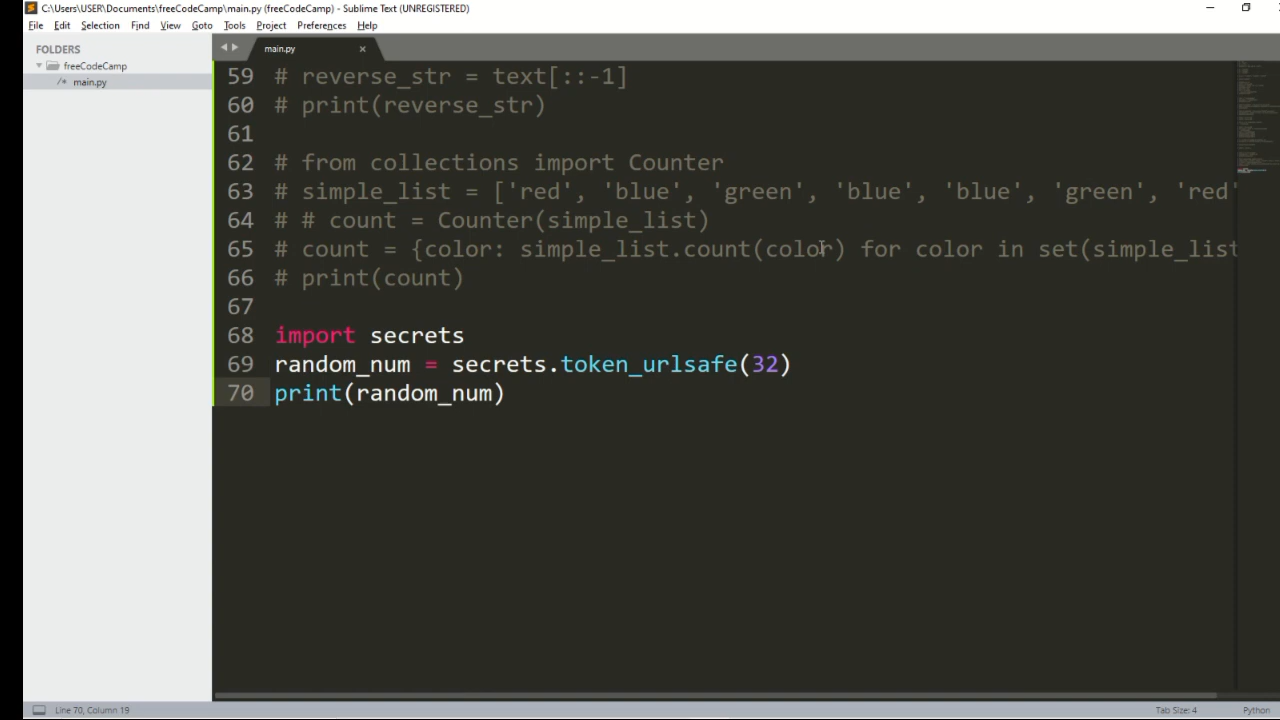 C:\Users\USER\Documents\freeCodeCamp\main.py (freeCodeCamp) - Sublime Text (UNREGISTERED)
File Edit Selection Find View Goto Tools Project Preferences Help
FOLDERS
freeCodeCamp
/* main.py
main.py
59 # reverse_str = text[::-1]
60 # print(reverse_str)
61
62 # from collections import Counter
63 # simple_list = ['red', 'blue', 'green', 'blue', 'blue', 'green', 'red'
64 # # count = Counter(simple_list)
65 # count = {color: simple_list.count(color) for color in set(simple_list
66 # print(count)
67
68 import secrets
69 random_num = secrets.token_urlsafe(32)
70 print(random_num)
Line 70, Column 19
Tab Size: 4
Python